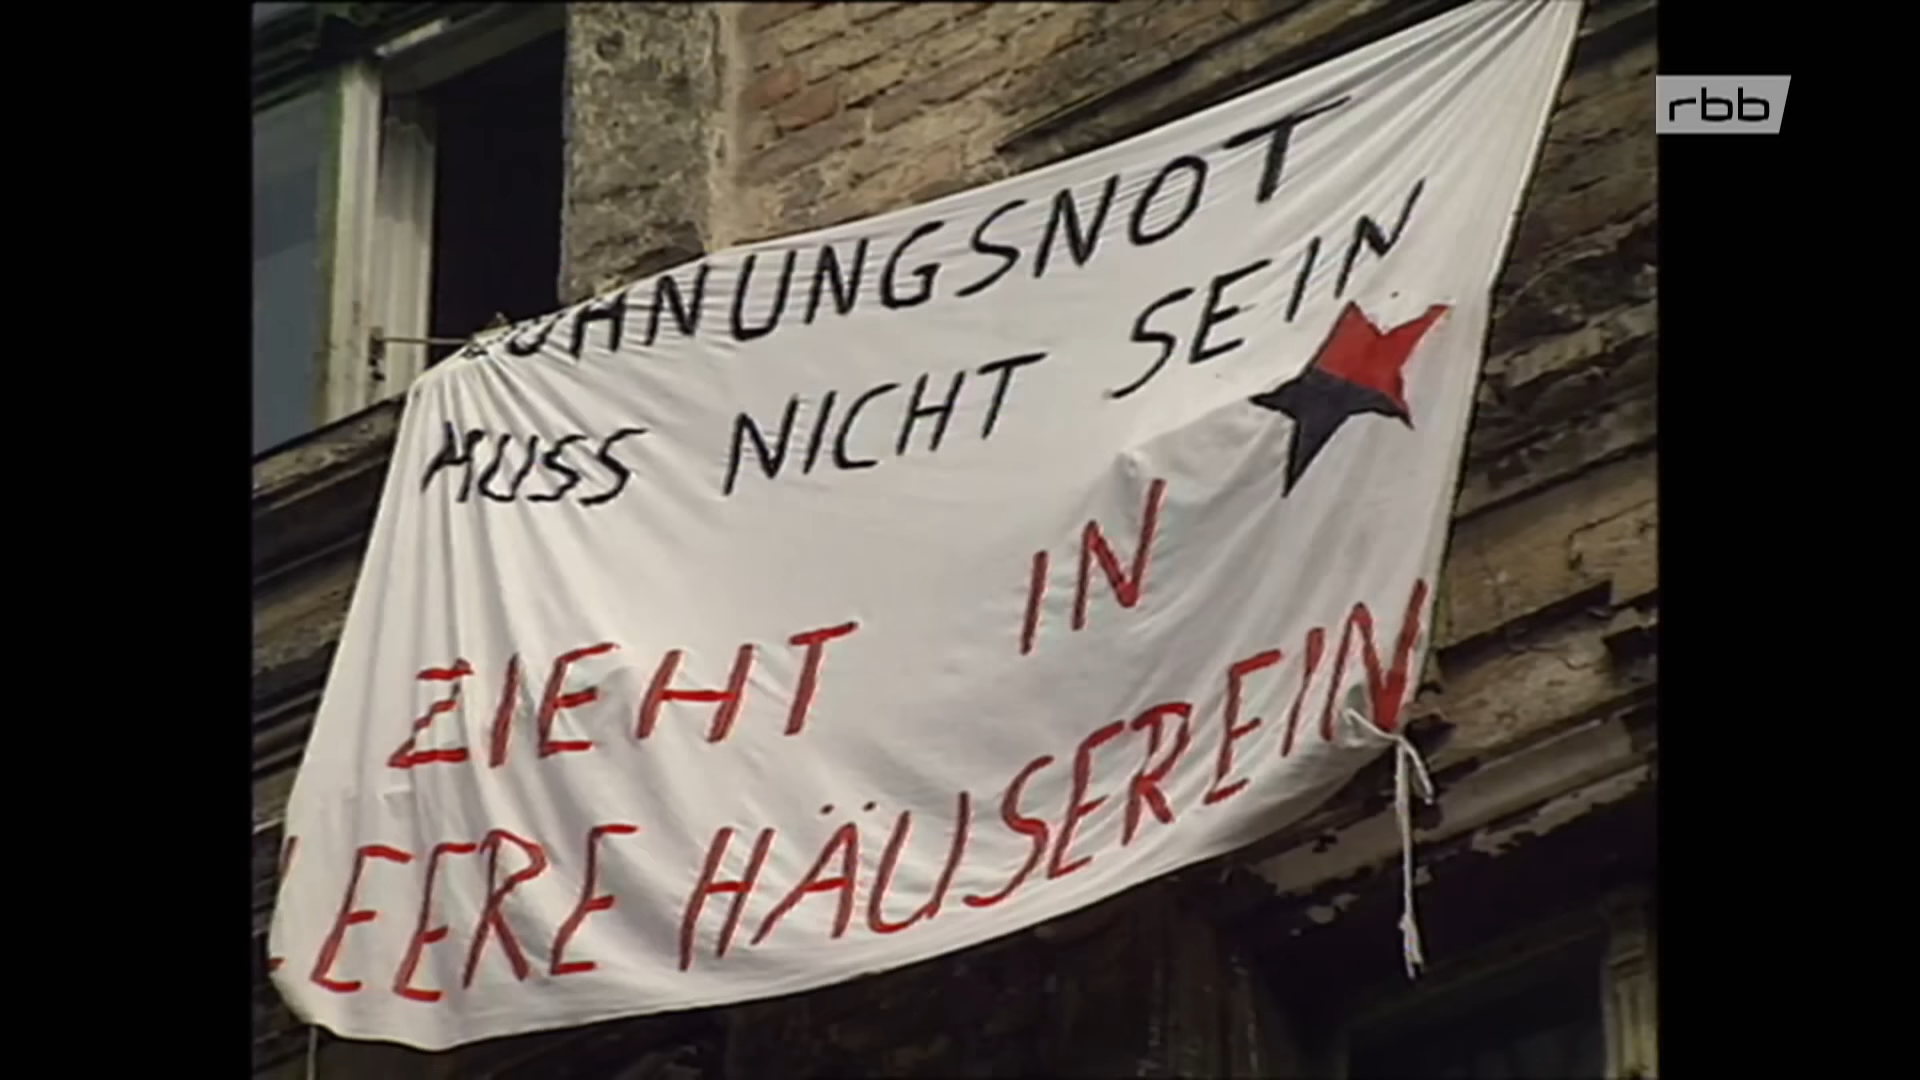 rbb
WOHNUNGSNOT
MUSS NICHT SEIN
ZIEHT IN
LEERE HÄUSER EIN